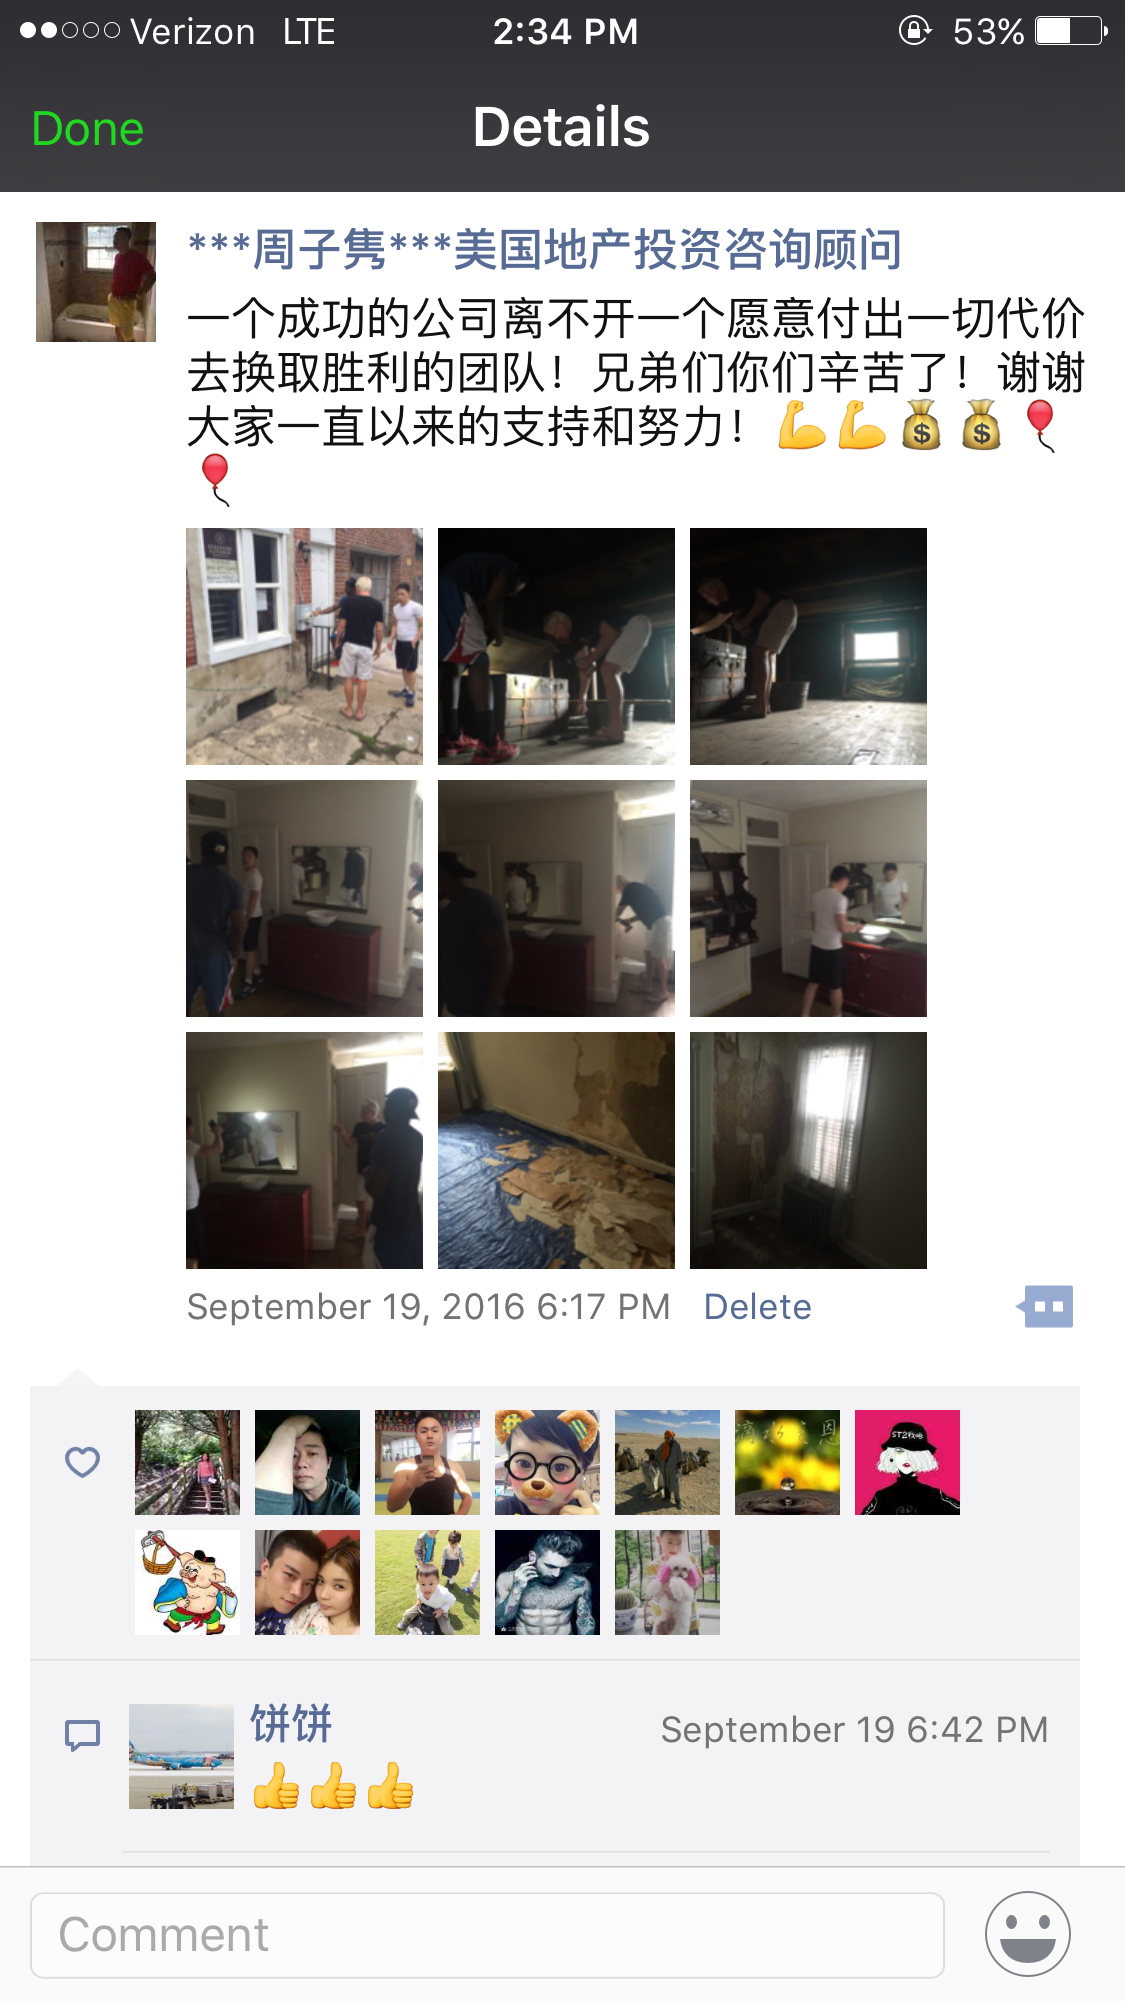 Verizon LTE 2:34 PM 53%
Done Details
***周子隽***美国地产投资咨询顾问
一个成功的公司离不开一个愿意付出一切代价
去换取胜利的团队！兄弟们你们辛苦了！谢谢
大家一直以来的支持和努力！💪💪💰💰🎈
🎈
September 19, 2016 6:17 PM Delete
ST2YX=8
饼饼 September 19 6:42 PM
👍👍👍
Comment